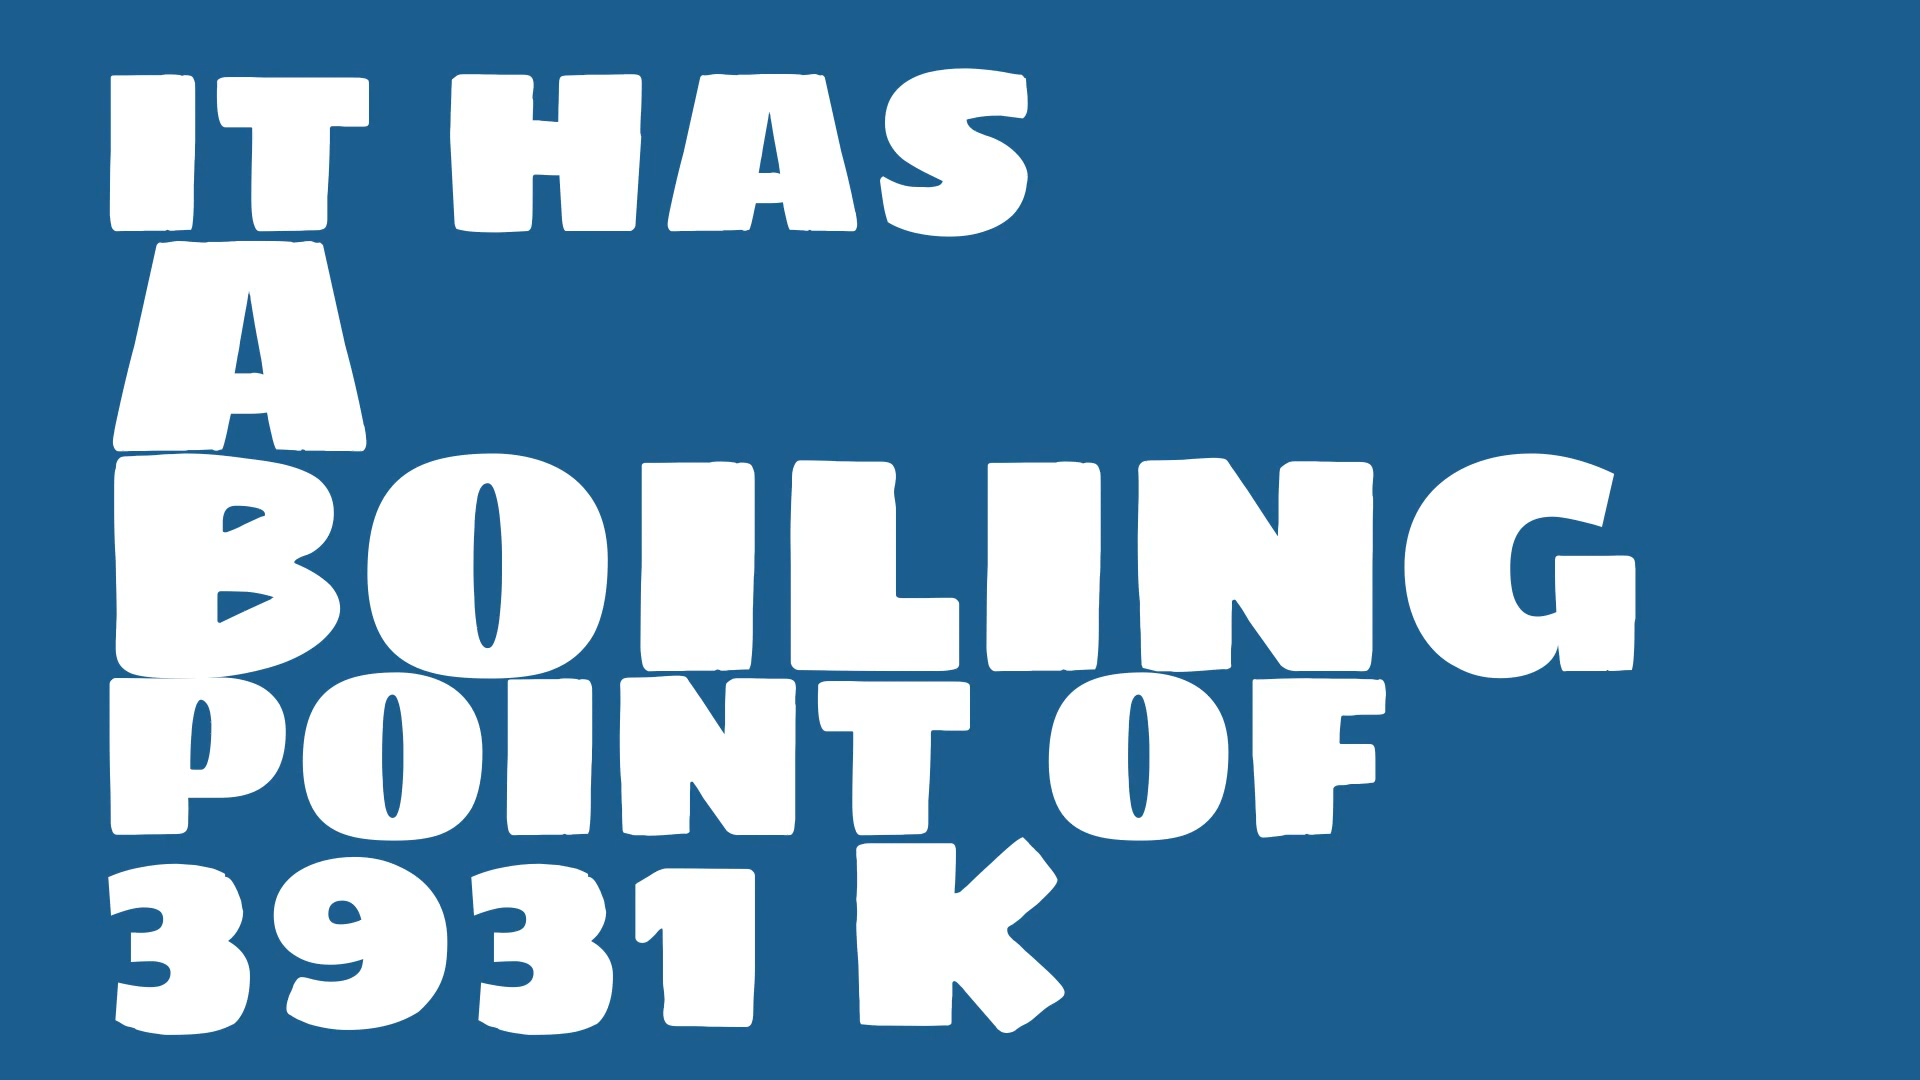 IT HAS
A
BOILING
POINT OF
3931 K